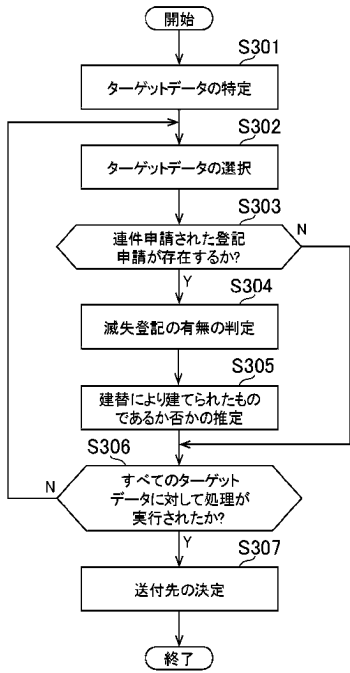 開始
S301
ターゲットデータの特定
S302
ターゲットデータの選択
S303
連件申請された登記
申請が存在するか?
N
Y
S304
滅失登記の有無の判定
S305
建替により建てられたもの
であるか否かの推定
S306
すべてのターゲット
データに対して処理が
実行されたか?
N
Y
S307
送付先の決定
終了